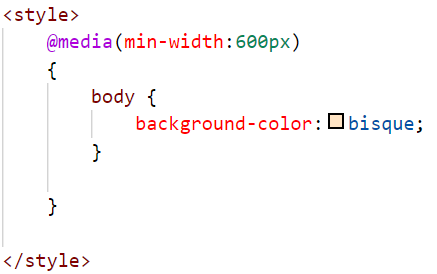 <style>
@media(min-width:600px)
{
body {
background-color: bisque;
}
}
</style>